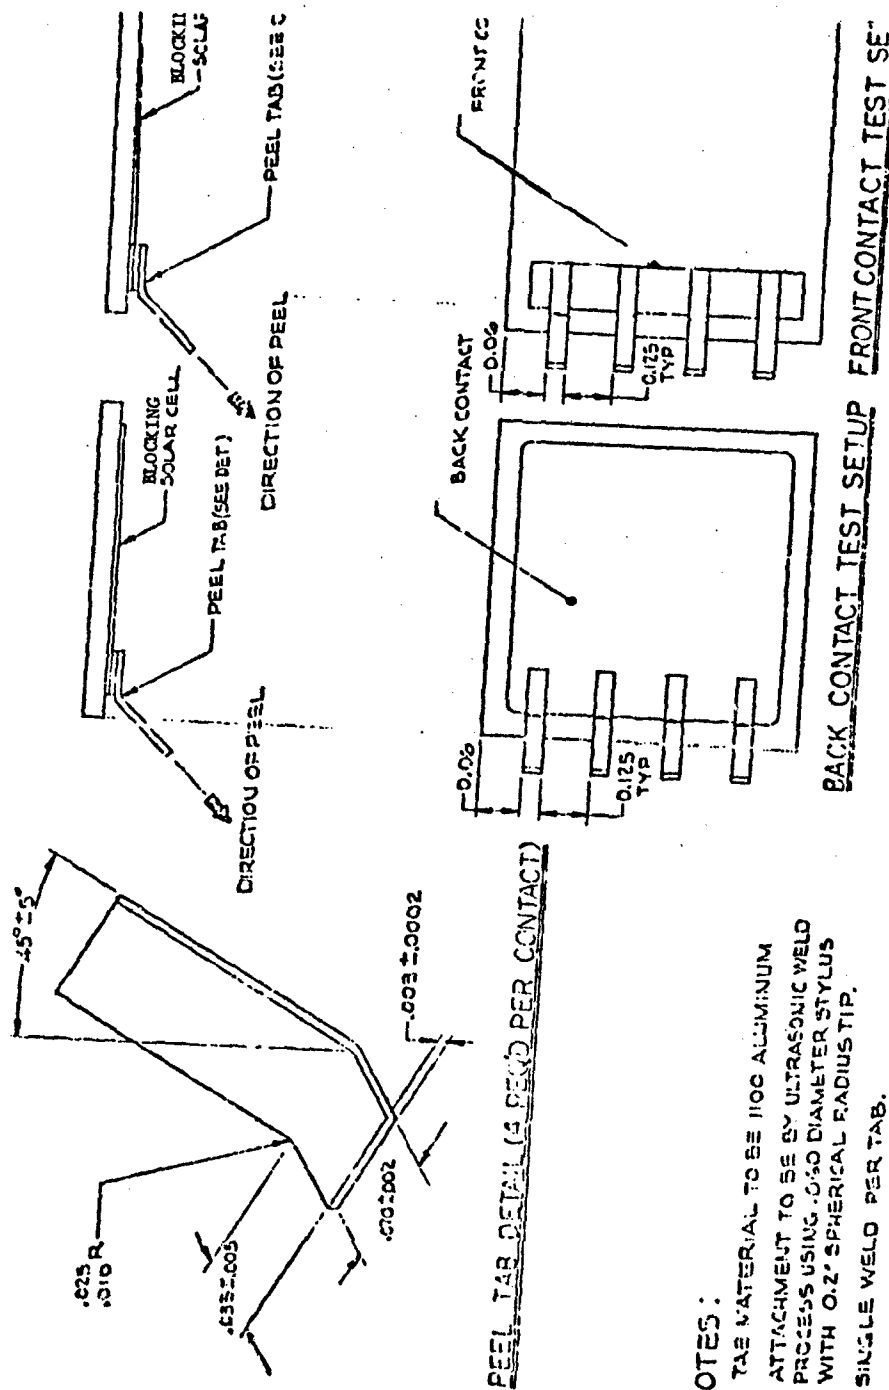 BLOCKING
SOLAR CELL
PEEL TAB (SEE DET)
DIRECTION OF PEEL
PEEL TAB (SEE
DIRECTION OF PEEL
45° ± 5°
.025
.010 R
.003 ± .0002
.070 ± .002
PEEL TAB DETAIL (4 REQ'D PER CONTACT)
0.06
0.125
TYP
BACK CONTACT
BACK CONTACT TEST SETUP
0.06
0.125
TYP
FRONT CO
FRONT CONTACT TEST SE
OTES:
TAB MATERIAL TO BE 1100 ALUMINUM
ATTACHMENT TO BE BY ULTRASONIC WELD
PROCESS USING DIAMETER STYLUS
WITH 0.2" SPHERICAL RADIUS TIP.
SINGLE WELD PER TAB.